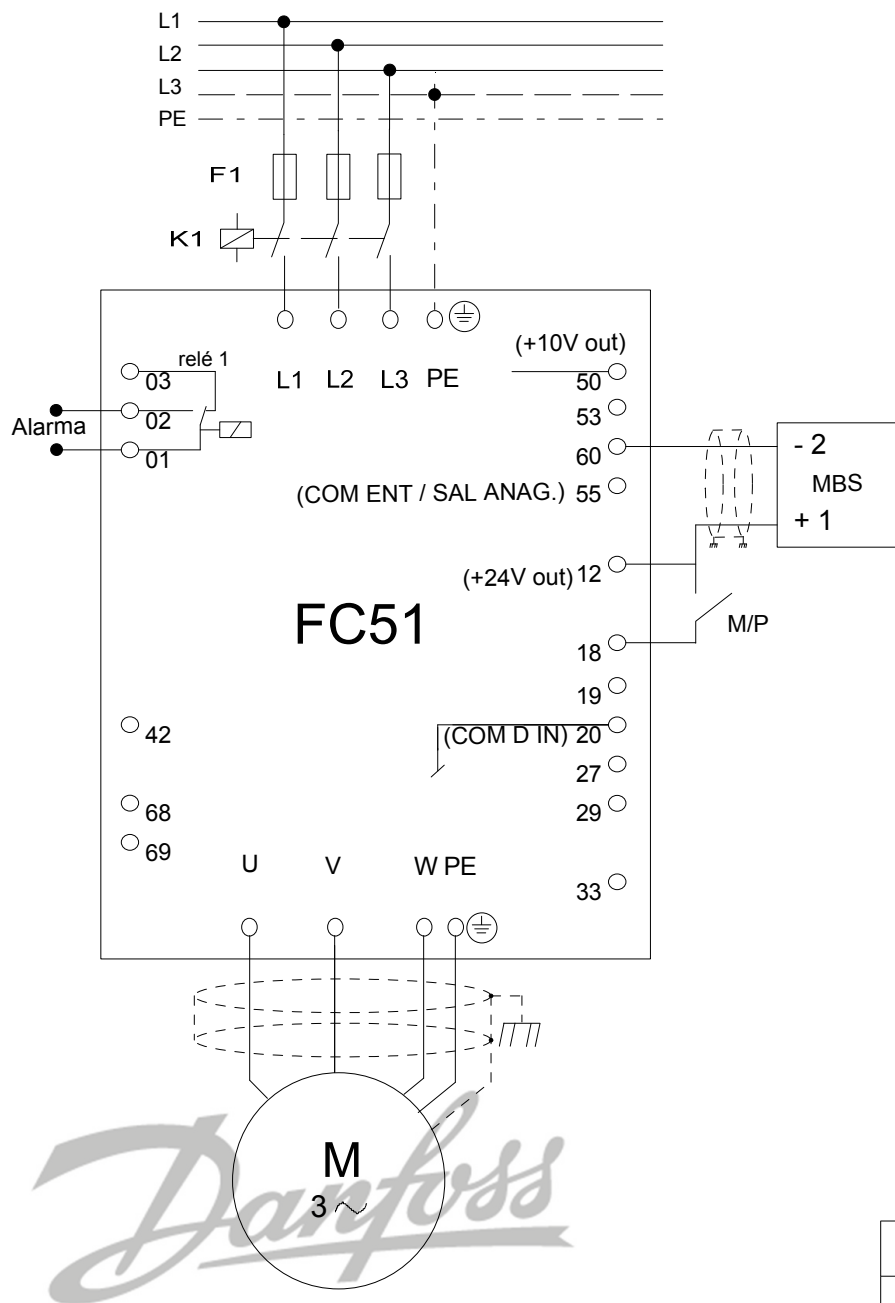 L1
L2
L3
PE
F1
K1
(+10V out)
03
relé 1
L1 L2 L3 PE
50
02
53
Alarma
01
60
- 2
(COM ENT / SAL ANAG.)
55
MBS
+ 1
(+24V out)
12
FC51
M/P
18
19
42
(COM D IN)
20
27
68
29
69
U V W PE
33
M
3
Danfoss